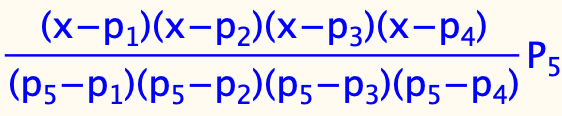 (x−p₁)(x−p₂)(x−p₃)(x−p₄)
(p₅−p₁)(p₅−p₂)(p₅−p₃)(p₅−p₄) P₅